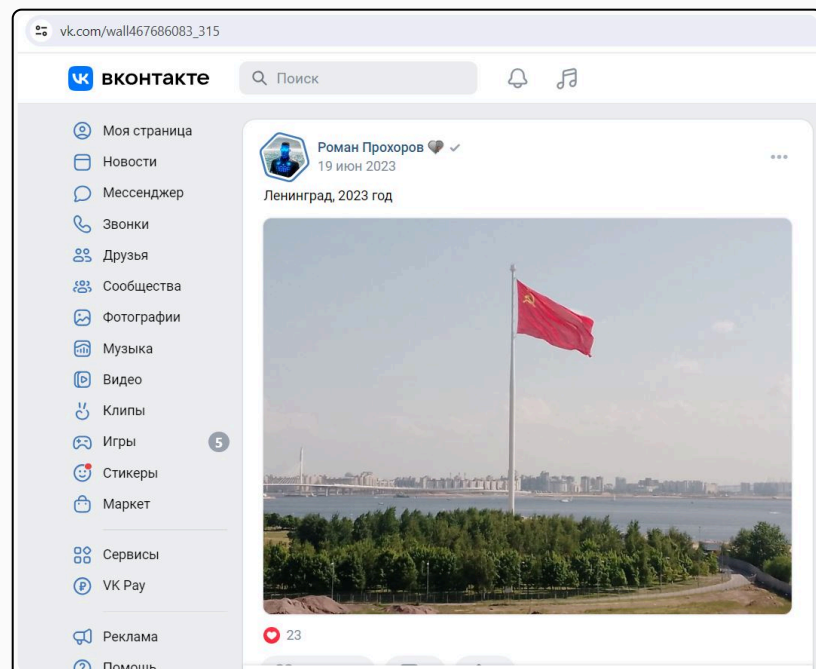 vk.com/wall467686083_315
вконтакте
Поиск
Моя страница
Новости
Мессенджер
Звонки
Друзья
Сообщества
Фотографии
Музыка
Видео
Клипы
Игры
5
Стикеры
Маркет
Сервисы
VK Pay
Реклама
Помощь
Роман Прохоров
19 июн 2023
Ленинград, 2023 год
23